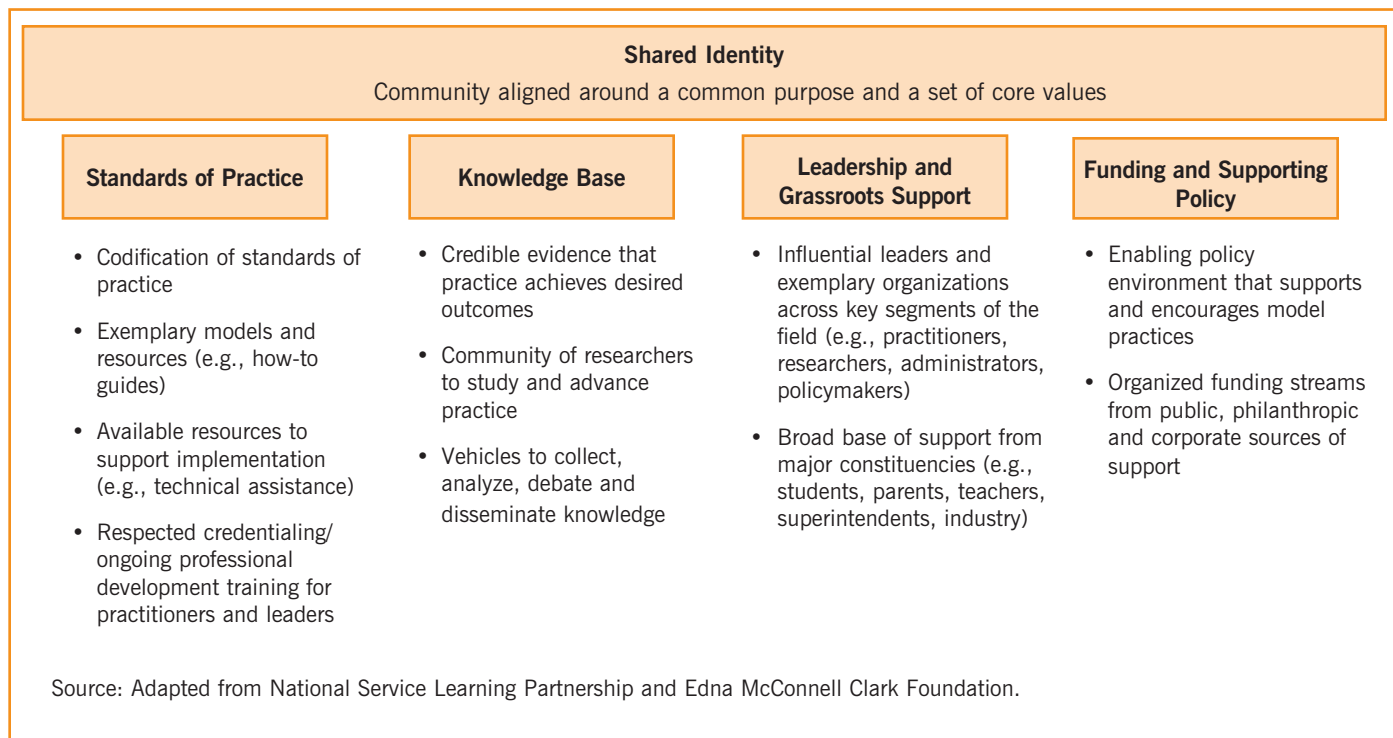 Shared Identity
Community aligned around a common purpose and a set of core values
Standards of Practice
• Codification of standards of
practice
• Exemplary models and
resources (e.g., how-to
guides)
• Available resources to
support implementation
(e.g., technical assistance)
• Respected credentialing/
ongoing professional
development training for
practitioners and leaders
Knowledge Base
• Credible evidence that
practice achieves desired
outcomes
• Community of researchers
to study and advance
practice
• Vehicles to collect,
analyze, debate and
disseminate knowledge
Leadership and
Grassroots Support
• Influential leaders and
exemplary organizations
across key segments of the
field (e.g., practitioners,
researchers, administrators,
policymakers)
• Broad base of support from
major constituencies (e.g.,
students, parents, teachers,
superintendents, industry)
Funding and Supporting
Policy
• Enabling policy
environment that supports
and encourages model
practices
• Organized funding streams
from public, philanthropic
and corporate sources of
support
Source: Adapted from National Service Learning Partnership and Edna McConnell Clark Foundation.